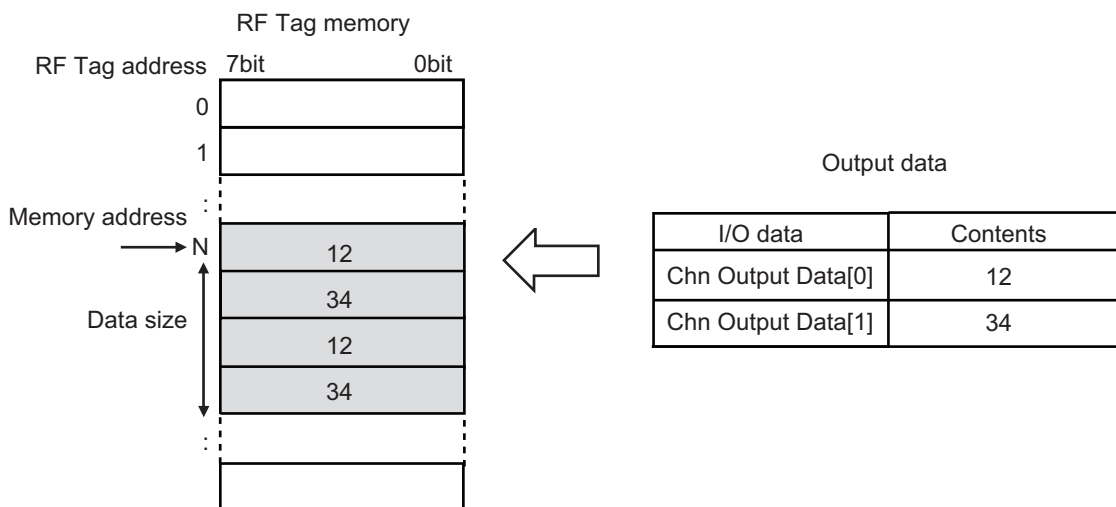 RF Tag memory
RF Tag address 7bit 0bit
0
1
:
Memory address
N 12
34
Data size
12
34
:
Output data
I/O data Contents
Chn Output Data[0] 12
Chn Output Data[1] 34